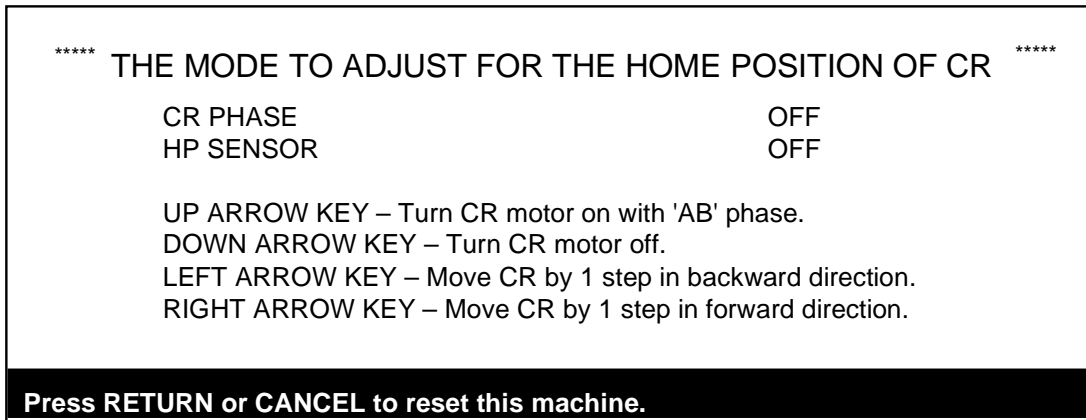 ***** THE MODE TO ADJUST FOR THE HOME POSITION OF CR *****
CR PHASE OFF
HP SENSOR OFF
UP ARROW KEY – Turn CR motor on with 'AB' phase.
DOWN ARROW KEY – Turn CR motor off.
LEFT ARROW KEY – Move CR by 1 step in backward direction.
RIGHT ARROW KEY – Move CR by 1 step in forward direction.
Press RETURN or CANCEL to reset this machine.